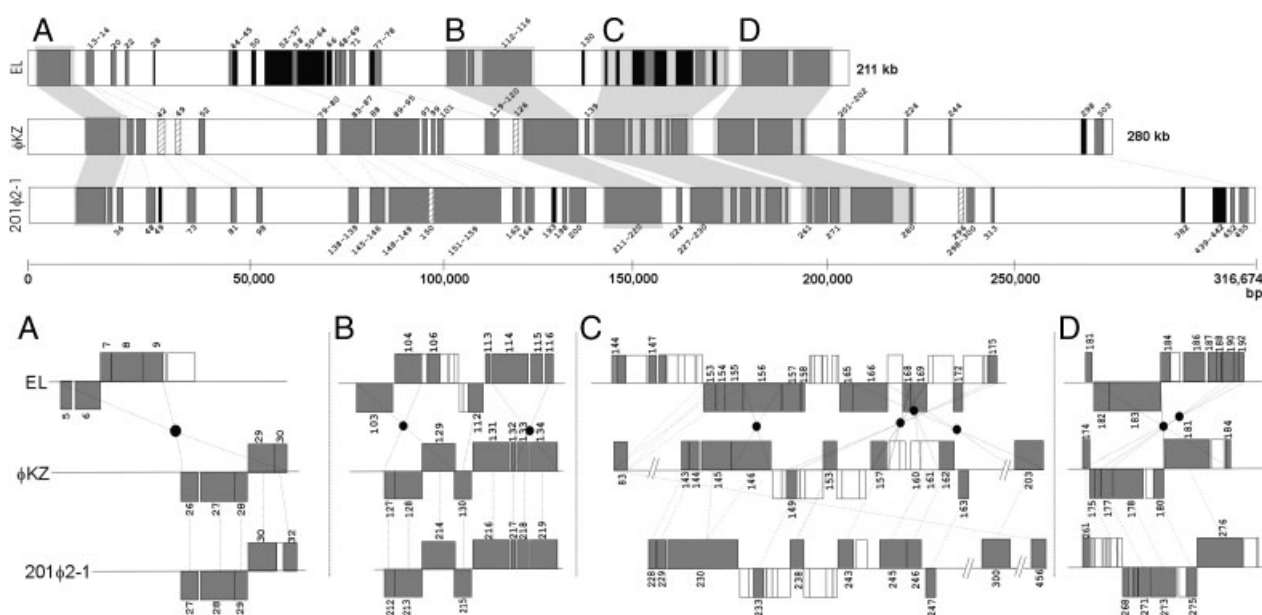 A B C D
13-14 20 22 28 44-45 50 52-57 58 59-64 66 68-69 71 77-78 112-116 130
EL 211 kb
42 49 52 79-80 83-87 88 89-95 97 99 101 119-120 126 139 201-202 224 244 298 303
ϕKZ 280 kb
201ϕ2-1
36 48 49 73 81 98 138-139 145-146 148-149 150 151-159 162 164 193 198 200 211-220 224 227-230 261 271 280 296 298-300 313 382 439-442 452 455
0 50,000 100,000 150,000 200,000 250,000 316,674
bp
A
7 8 9
EL
5 6
29 30
ϕKZ
26 27 28
30 32
201ϕ2-1
27 28 29
B
104 106 113 114 115 116
103 112
129 131 132 133 134
127 128 130
214 216 217 218 219
212 213 215
C
144 147 153 154 155 156 157 158 165 166 168 169 172 175
83 143 144 145 146 149 153 157 160 161 162 163 203
228 229 230 233 238 243 245 246 247 300 456
D
181 184 186 187 188 190 192
182 183
174 181 184
175 177 178 180
261 276
268 271 273 275